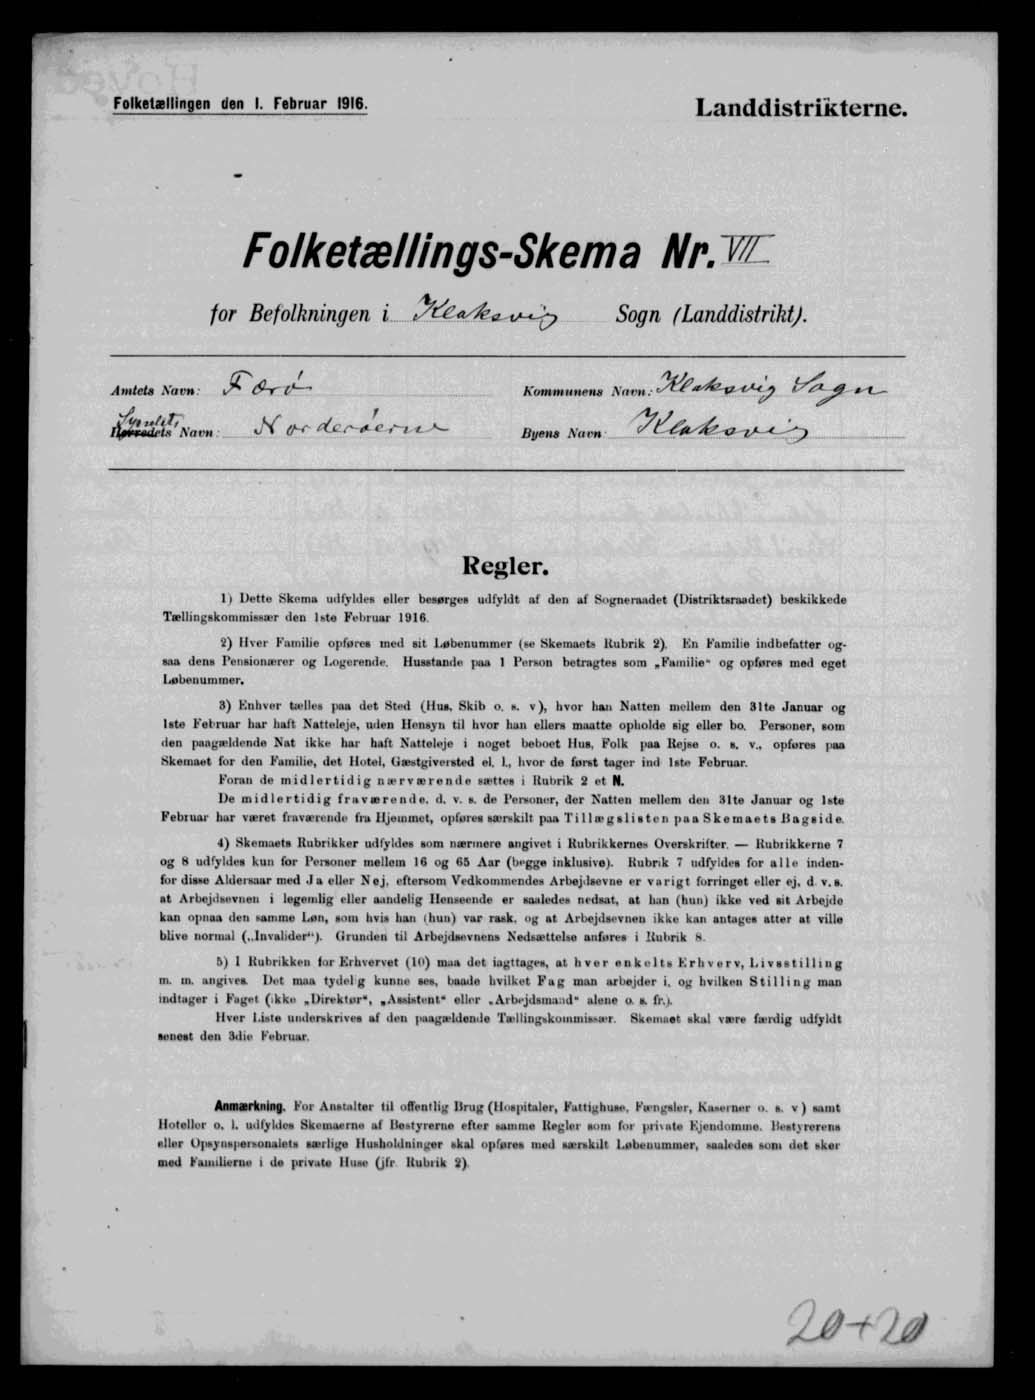 Folketællingen den 1. Februar 1916.
Landdistrikterne.
Folketællings-Skema Nr. VII
for Befolkningen i Klaksvig Sogn (Landdistrikt).
Amtets Navn: Færø
Kommunens Navn: Klaksvig Sogn
Sysslets
Herredets Navn: Norderøerne
Byens Navn: Klaksvig
Regler.
1) Dette Skema udfyldes eller besørges udfyldt af den af Sogneraadet (Distriktsraadet) beskikkede
Tællingskommissær den 1ste Februar 1916.
2) Hver Familie opføres med sit Løbenummer (se Skemaets Rubrik 2). En Familie indbefatter og-
saa dens Pensionærer og Logerende. Husstande paa 1 Person betragtes som „Familie“ og opføres med eget
Løbenummer.
3) Enhver tælles paa det Sted (Hus, Skib o. s. v), hvor han Natten mellem den 31te Januar og
1ste Februar har haft Natteleje, uden Hensyn til hvor han ellers maatte opholde sig eller bo. Personer, som
den paagældende Nat ikke har haft Natteleje i noget beboet Hus, Folk paa Rejse o. s. v., opføres paa
Skemaet for den Familie, det Hotel, Gæstgiversted el. l., hvor de først tager ind 1ste Februar.
Foran de midlertidig nærværende sættes i Rubrik 2 et N.
De midlertidig fraværende, d. v. s. de Personer, der Natten mellem den 31te Januar og 1ste
Februar har været fraværende fra Hjemmet, opføres særskilt paa Tillægslisten paa Skemaets Bagside.
4) Skemaets Rubrikker udfyldes som nærmere angivet i Rubrikkernes Overskrifter. — Rubrikkerne 7
og 8 udfyldes kun for Personer mellem 16 og 65 Aar (begge inklusive). Rubrik 7 udfyldes for alle inden-
for disse Aldersaar med Ja eller Nej, eftersom Vedkommendes Arbejdsevne er varigt forringet eller ej, d. v. s.
at Arbejdsevnen i legemlig eller aandelig Henseende er saaledes nedsat, at han (hun) ikke ved sit Arbejde
kan opnaa den samme Løn, som hvis han (hun) var rask, og at Arbejdsevnen ikke kan antages atter at ville
blive normal („Invalider“). Grunden til Arbejdsevnens Nedsættelse anføres i Rubrik 8.
5) I Rubrikken for Erhvervet (10) maa det iagttages, at hver enkelts Erhverv, Livsstilling
m. m. angives. Det maa tydelig kunne ses, baade hvilket Fag man arbejder i, og hvilken Stilling man
indtager i Faget (ikke „Direktør“, „Assistent“ eller „Arbejdsmand“ alene o. s. fr.).
Hver Liste underskrives af den paagældende Tællingskommissær. Skemaet skal være færdig udfyldt
senest den 3die Februar.
Anmærkning. For Anstalter til offentlig Brug (Hospitaler, Fattighuse, Fængsler, Kaserner o. s. v) samt
Hoteller o. l. udfyldes Skemaerne af Bestyrerne efter samme Regler som for private Ejendomme. Bestyrerens
eller Opsynspersonalets særlige Husholdninger skal opføres med særskilt Løbenummer, saaledes som det sker
med Familierne i de private Huse (jfr. Rubrik 2).
20+20